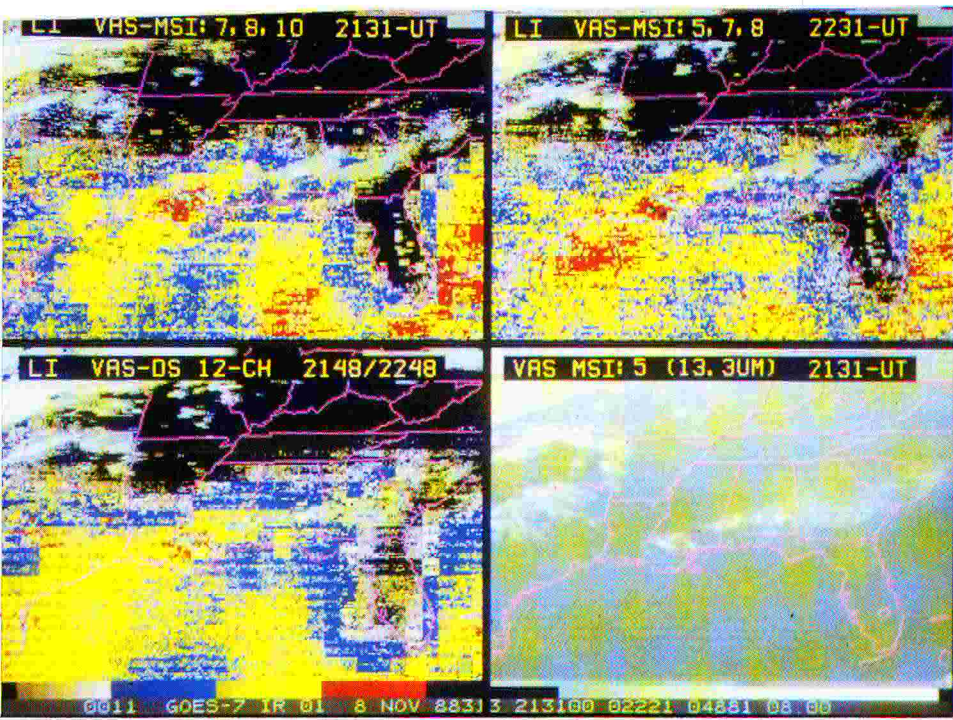 LI VAS-MSI: 7, 8, 10 2131-UT
LI VAS-MSI: 5, 7, 8 2231-UT
LI VAS-DS 12-CH 2148/2248
VAS MSI: 5 (13.3UM) 2131-UT
0011 GOES-7 IR 01 8 NOV 88313 213100 02221 04881 08 00